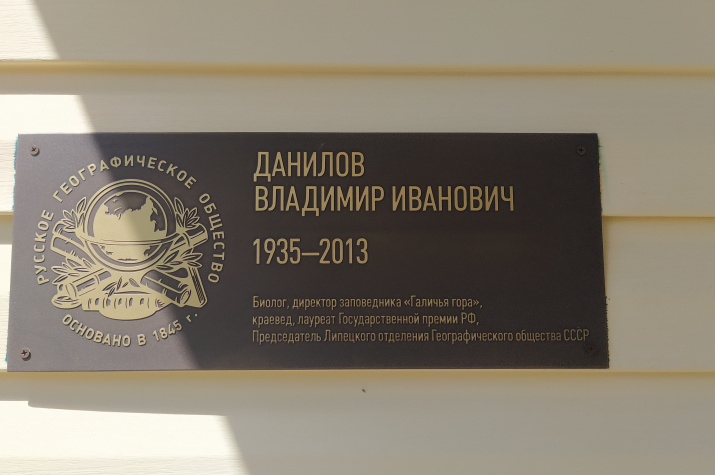 РУССКОЕ ГЕОГРАФИЧЕСКОЕ ОБЩЕСТВО
ОСНОВАНО В 1845 г.
ДАНИЛОВ
ВЛАДИМИР ИВАНОВИЧ
1935–2013
Биолог, директор заповедника «Галичья гора»,
краевед, лауреат Государственной премии РФ,
Председатель Липецкого отделения Географического общества СССР